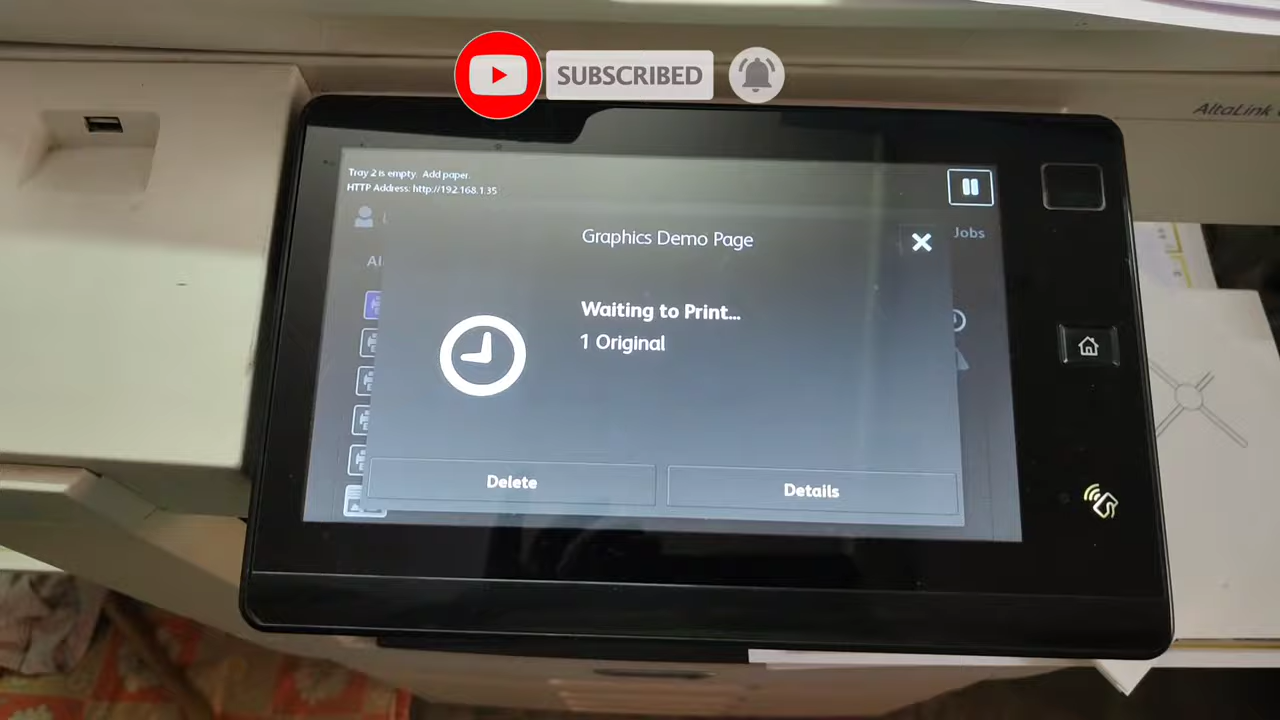 SUBSCRIBED
AltaLink
Tray 2 is empty. Add paper.
HTTP Address: http://192.168.1.35
Jobs
Graphics Demo Page
Waiting to Print...
1 Original
Delete
Details